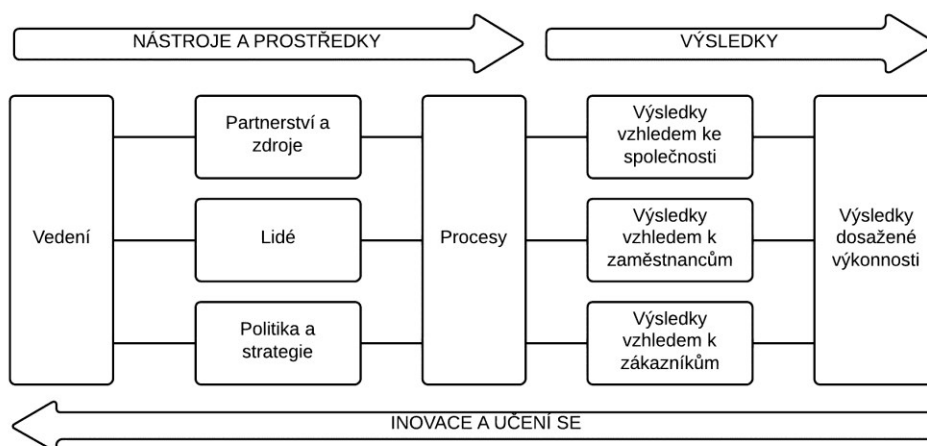 NÁSTROJE A PROSTŘEDKY
VÝSLEDKY
Vedení
Partnerství a
zdroje
Lidé
Politika a
strategie
Procesy
Výsledky
vzhledem ke
společnosti
Výsledky
vzhledem k
zaměstnancům
Výsledky
vzhledem k
zákazníkům
Výsledky
dosažené
výkonnosti
INOVACE A UČENÍ SE